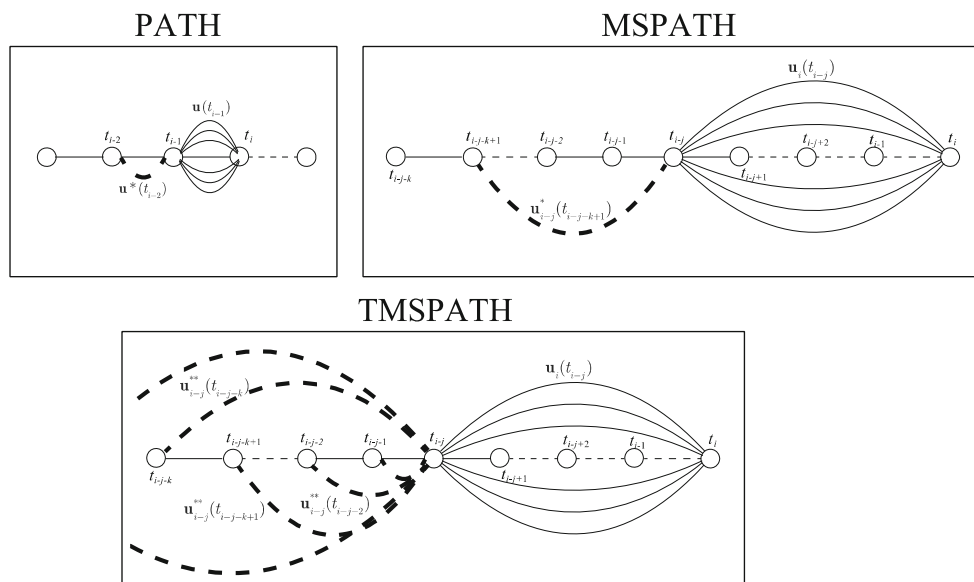 PATH
u(t_{i-1})
t_{i-2} t_{i-1} t_i
u*(t_{i-2})
MSPATH
u_i(t_{i-j})
t_{i-j-k+1} t_{i-j-2} t_{i-j-1} t_{i-j} t_{i-j+2} t_{i-1} t_i
t_{i-j-k} t_{i-j+1}
u*_{i-j}(t_{i-j-k+1})
TMSPATH
u**_{i-j}(t_{i-j-k}) u_i(t_{i-j})
t_{i-j-k+1} t_{i-j-2} t_{i-j-1} t_{i-j} t_{i-j+2} t_{i-1} t_i
t_{i-j-k} t_{i-j+1}
u**_{i-j}(t_{i-j-k+1}) u**_{i-j}(t_{i-j-2})